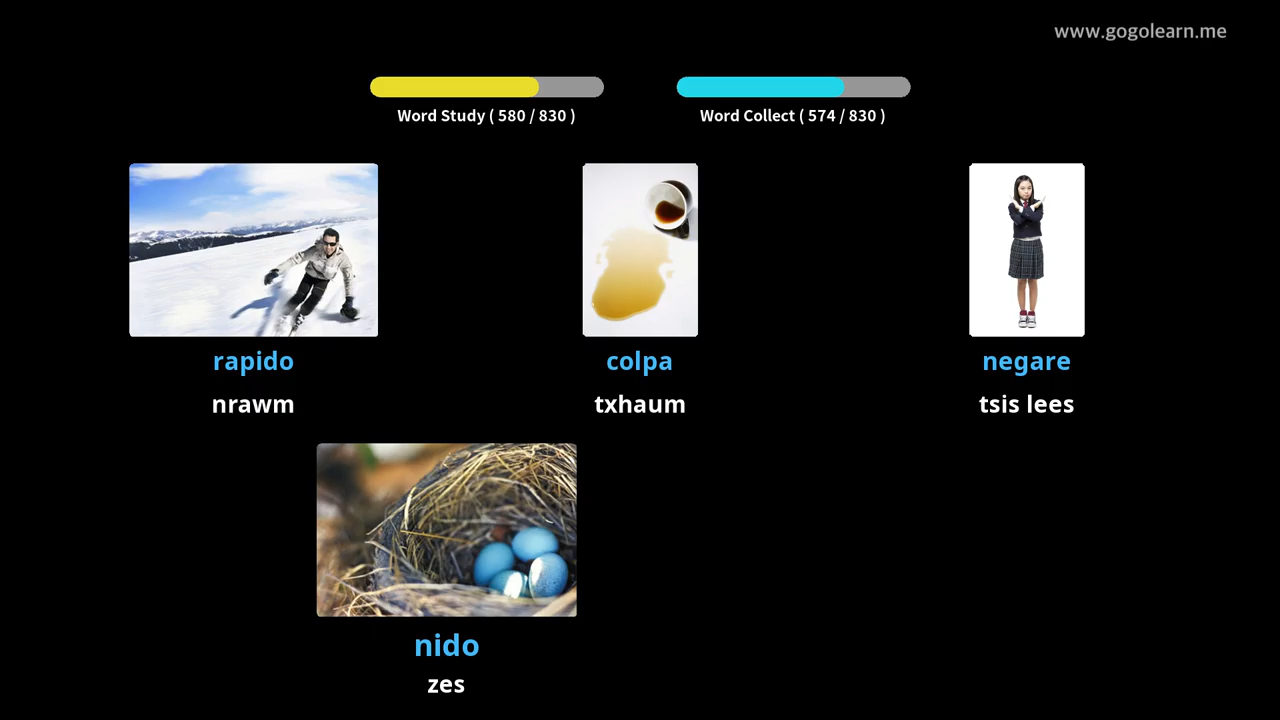 www.gogolearn.me
Word Study ( 580 / 830 )
Word Collect ( 574 / 830 )
rapido
colpa
negare
nrawm
txhaum
tsis lees
nido
zes